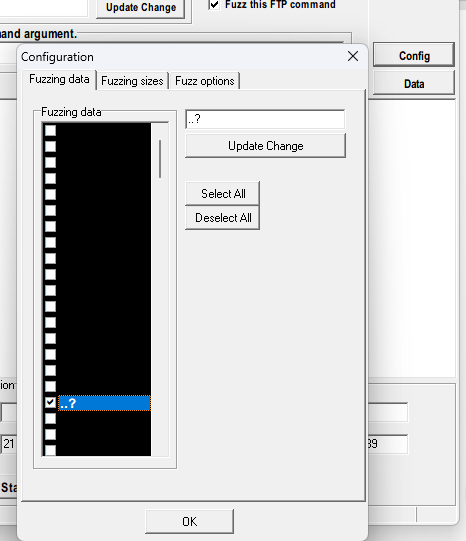 Update Change
Fuzz this FTP command
and argument.
Configuration
Config
Data
Fuzzing data
Fuzzing sizes
Fuzz options
Fuzzing data
..?
Update Change
Select All
Deselect All
..?
21
39
OK